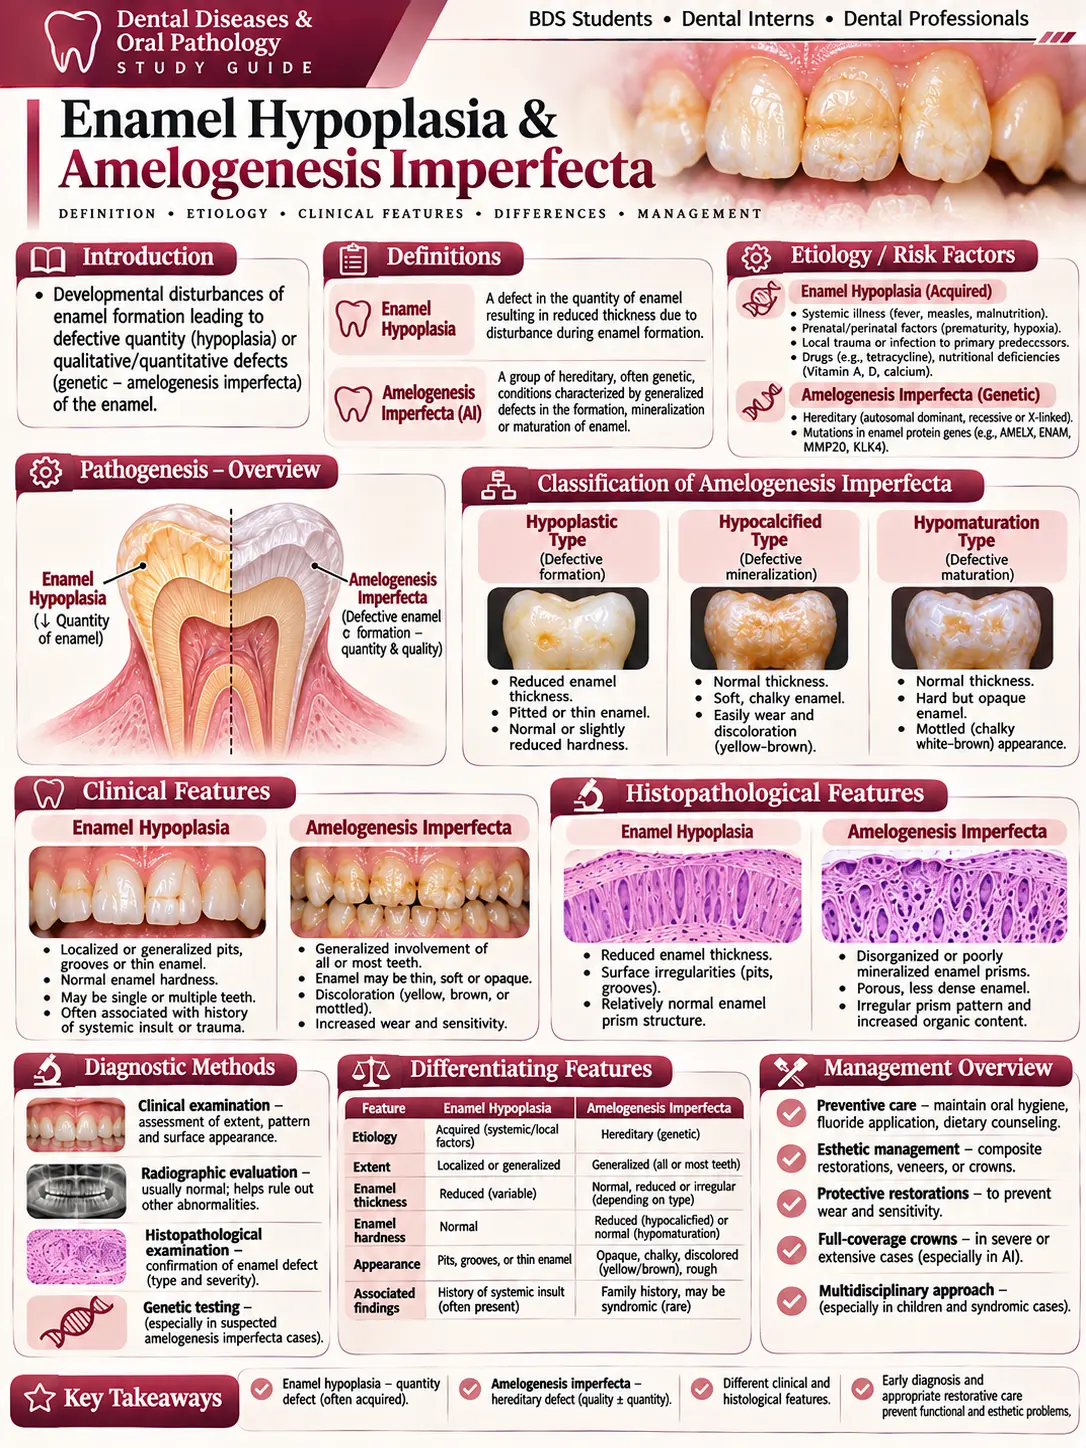 Dental Diseases &
Oral Pathology
STUDY GUIDE
BDS Students • Dental Interns • Dental Professionals
Enamel Hypoplasia &
Amelogenesis Imperfecta
DEFINITION • ETIOLOGY • CLINICAL FEATURES • DIFFERENCES • MANAGEMENT
Introduction
• Developmental disturbances of
enamel formation leading to
defective quantity (hypoplasia) or
qualitative/quantitative defects
(genetic – amelogenesis imperfecta)
of the enamel.
Definitions
Enamel
Hypoplasia
A defect in the quantity of enamel
resulting in reduced thickness due to
disturbance during enamel formation.
Amelogenesis
Imperfecta (AI)
A group of hereditary, often genetic,
conditions characterized by generalized
defects in the formation, mineralization
or maturation of enamel.
Etiology / Risk Factors
Enamel Hypoplasia (Acquired)
• Systemic illness (fever, measles, malnutrition).
• Prenatal/perinatal factors (prematurity, hypoxia).
• Local trauma or infection to primary predeccssors.
• Drugs (e.g., tetracycline), nutritional deficiencies
(Vitamin A, D, calcium).
Amelogenesis Imperfecta (Genetic)
• Hereditary (autosomal dominant, recessive or X-linked).
• Mutations in enamel protein genes (e.g., AMELX, ENAM,
MMP20, KLK4).
Pathogenesis – Overview
Enamel
Hypoplasia
(↓ Quantity
of enamel)
Amelogenesis
Imperfecta
(Defective enamel
c formation –
quantity & quality)
Classification of Amelogenesis Imperfecta
Hypoplastic
Type
(Defective
formation)
• Reduced enamel
thickness.
• Pitted or thin enamel.
• Normal or slightly
reduced hardness.
Hypocalcified
Type
(Defective
mineralization)
• Normal thickness.
• Soft, chalky enamel.
• Easily wear and
discoloration
(yellow–brown).
Hypomaturation
Type
(Defective
maturation)
• Normal thickness.
• Hard but opaque
enamel.
• Mottled (chalky
white–brown) appearance.
Clinical Features
Enamel Hypoplasia
• Localized or generalized pits,
grooves or thin enamel.
• Normal enamel hardness.
• May be single or multiple teeth.
• Often associated with history
of systemic insult or trauma.
Amelogenesis Imperfecta
• Generalized involvement of
all or most teeth.
• Enamel may be thin, soft or opaque.
• Discoloration (yellow, brown, or
mottled).
• Increased wear and sensitivity.
Histopathological Features
Enamel Hypoplasia
• Reduced enamel thickness.
• Surface irregularities (pits,
grooves).
• Relatively normal enamel
prism structure.
Amelogenesis Imperfecta
• Disorganized or poorly
mineralized enamel prisms.
• Porous, less dense enamel.
• Irregular prism pattern and
increased organic content.
Diagnostic Methods
Clinical examination –
assessment of extent, pattern
and surface appearance.
Radiographic evaluation –
usually normal; helps rule out
other abnormalities.
Histopathological
examination –
confirmation of enamel defect
(type and severity).
Genetic testing –
(especially in suspected
amelogenesis imperfecta cases).
Differentiating Features
Feature Enamel Hypoplasia Amelogenesis Imperfecta
Etiology Acquired (systemic/local factors) Hereditary (genetic)
Extent Localized or generalized Generalized (all or most teeth)
Enamel thickness Reduced (variable) Normal, reduced or irregular (depending on type)
Enamel hardness Normal Reduced (hypocalicfied) or normal (hypomaturation)
Appearance Pits, grooves, or thin enamel Opaque, chalky, discolored (yellow/brown), rough
Associated findings History of systemic insult (often present) Family history, may be syndromic (rare)
Management Overview
Preventive care – maintain oral hygiene,
fluoride application, dietary counseling.
Esthetic management – composite
restorations, veneers, or crowns.
Protective restorations – to prevent
wear and sensitivity.
Full-coverage crowns – in severe or
extensive cases (especially in AI).
Multidisciplinary approach –
(especially in children and syndromic cases).
Key Takeaways
Enamel hypoplasia – quantity
defect (often acquired).
Amelogenesis imperfecta –
hereditary defect (quality ± quantity).
Different clinical and
histological features.
Early diagnosis and
appropriate restorative care
prevent functional and esthetic problems,